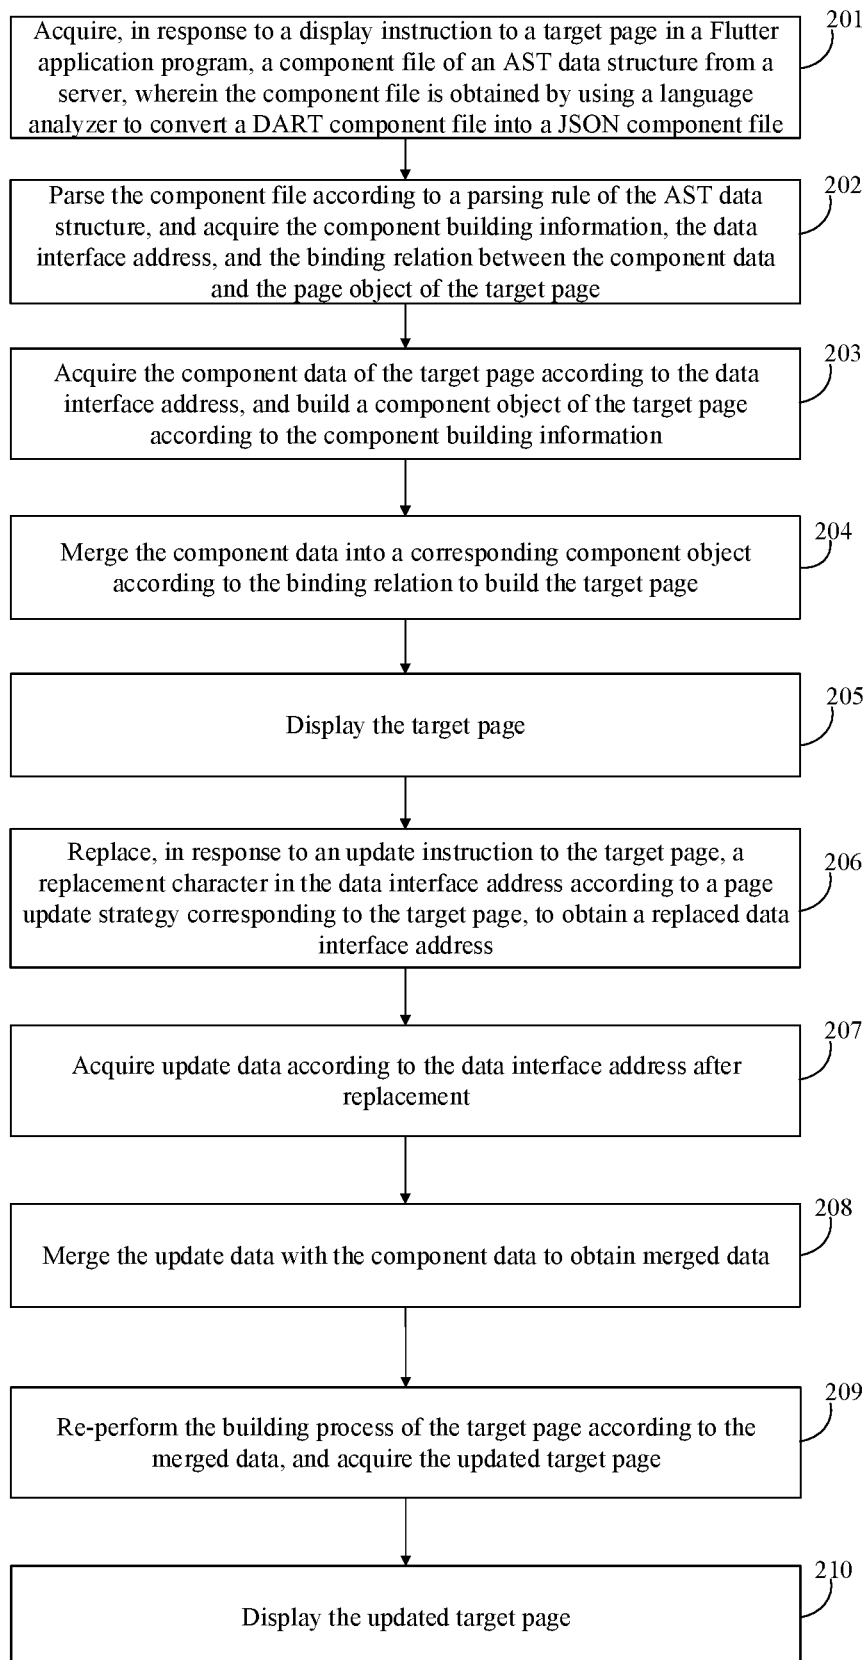 201
Acquire, in response to a display instruction to a target page in a Flutter
application program, a component file of an AST data structure from a
server, wherein the component file is obtained by using a language
analyzer to convert a DART component file into a JSON component file
202
Parse the component file according to a parsing rule of the AST data
structure, and acquire the component building information, the data
interface address, and the binding relation between the component data
and the page object of the target page
203
Acquire the component data of the target page according to the data
interface address, and build a component object of the target page
according to the component building information
204
Merge the component data into a corresponding component object
according to the binding relation to build the target page
205
Display the target page
206
Replace, in response to an update instruction to the target page, a
replacement character in the data interface address according to a page
update strategy corresponding to the target page, to obtain a replaced data
interface address
207
Acquire update data according to the data interface address after
replacement
208
Merge the update data with the component data to obtain merged data
209
Re-perform the building process of the target page according to the
merged data, and acquire the updated target page
210
Display the updated target page